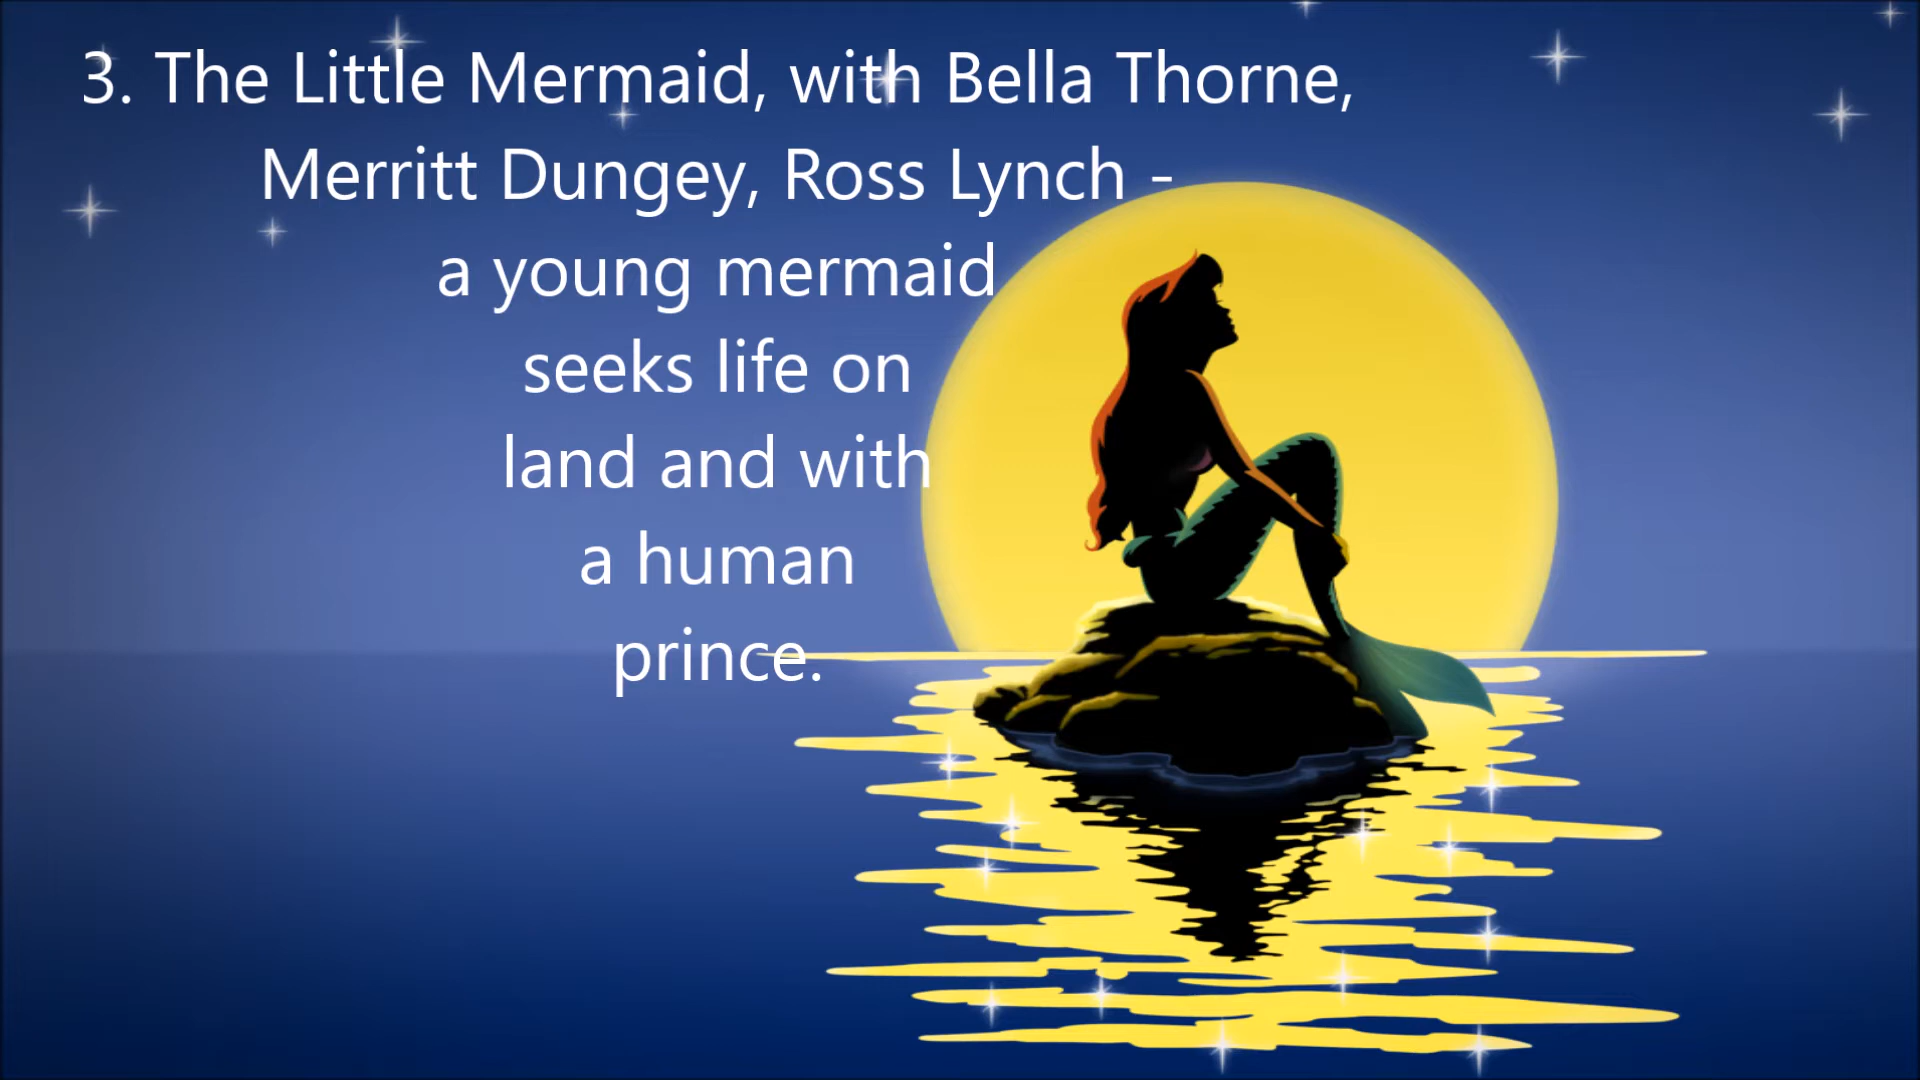 3. The Little Mermaid, with Bella Thorne,
Merritt Dungey, Ross Lynch -
a young mermaid
seeks life on
land and with
a human
prince.